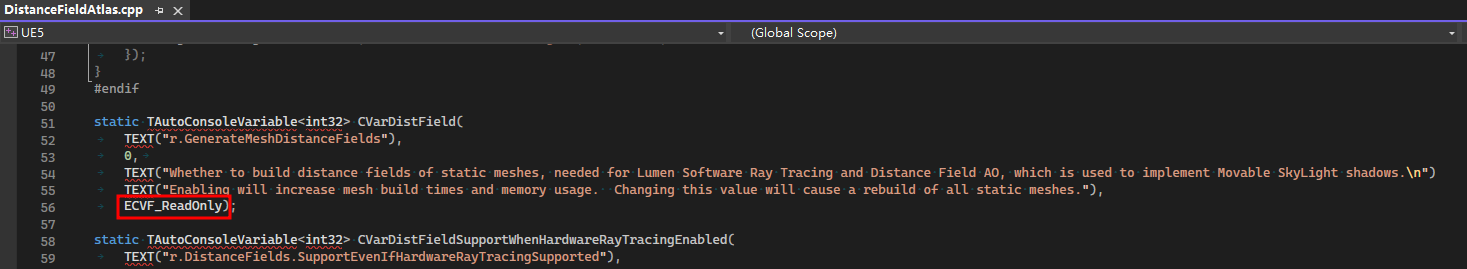 DistanceFieldAtlas.cpp
UE5 (Global Scope)
47 });
48 }
49 #endif
50
51 static TAutoConsoleVariable<int32> CVarDistField(
52 TEXT("r.GenerateMeshDistanceFields"),
53 0,
54 TEXT("Whether to build distance fields of static meshes, needed for Lumen Software Ray Tracing and Distance Field AO, which is used to implement Movable SkyLight shadows.\n")
55 TEXT("Enabling will increase mesh build times and memory usage.  Changing this value will cause a rebuild of all static meshes."),
56 ECVF_ReadOnly);
57
58 static TAutoConsoleVariable<int32> CVarDistFieldSupportWhenHardwareRayTracingEnabled(
59 TEXT("r.DistanceFields.SupportEvenIfHardwareRayTracingSupported"),